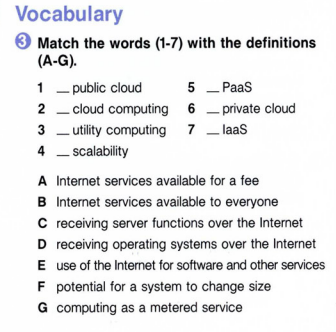 Vocabulary
3 Match the words (1-7) with the definitions
(A-G).
1 __ public cloud 5 __ PaaS
2 __ cloud computing 6 __ private cloud
3 __ utility computing 7 __ IaaS
4 __ scalability
A Internet services available for a fee
B Internet services available to everyone
C receiving server functions over the Internet
D receiving operating systems over the Internet
E use of the Internet for software and other services
F potential for a system to change size
G computing as a metered service